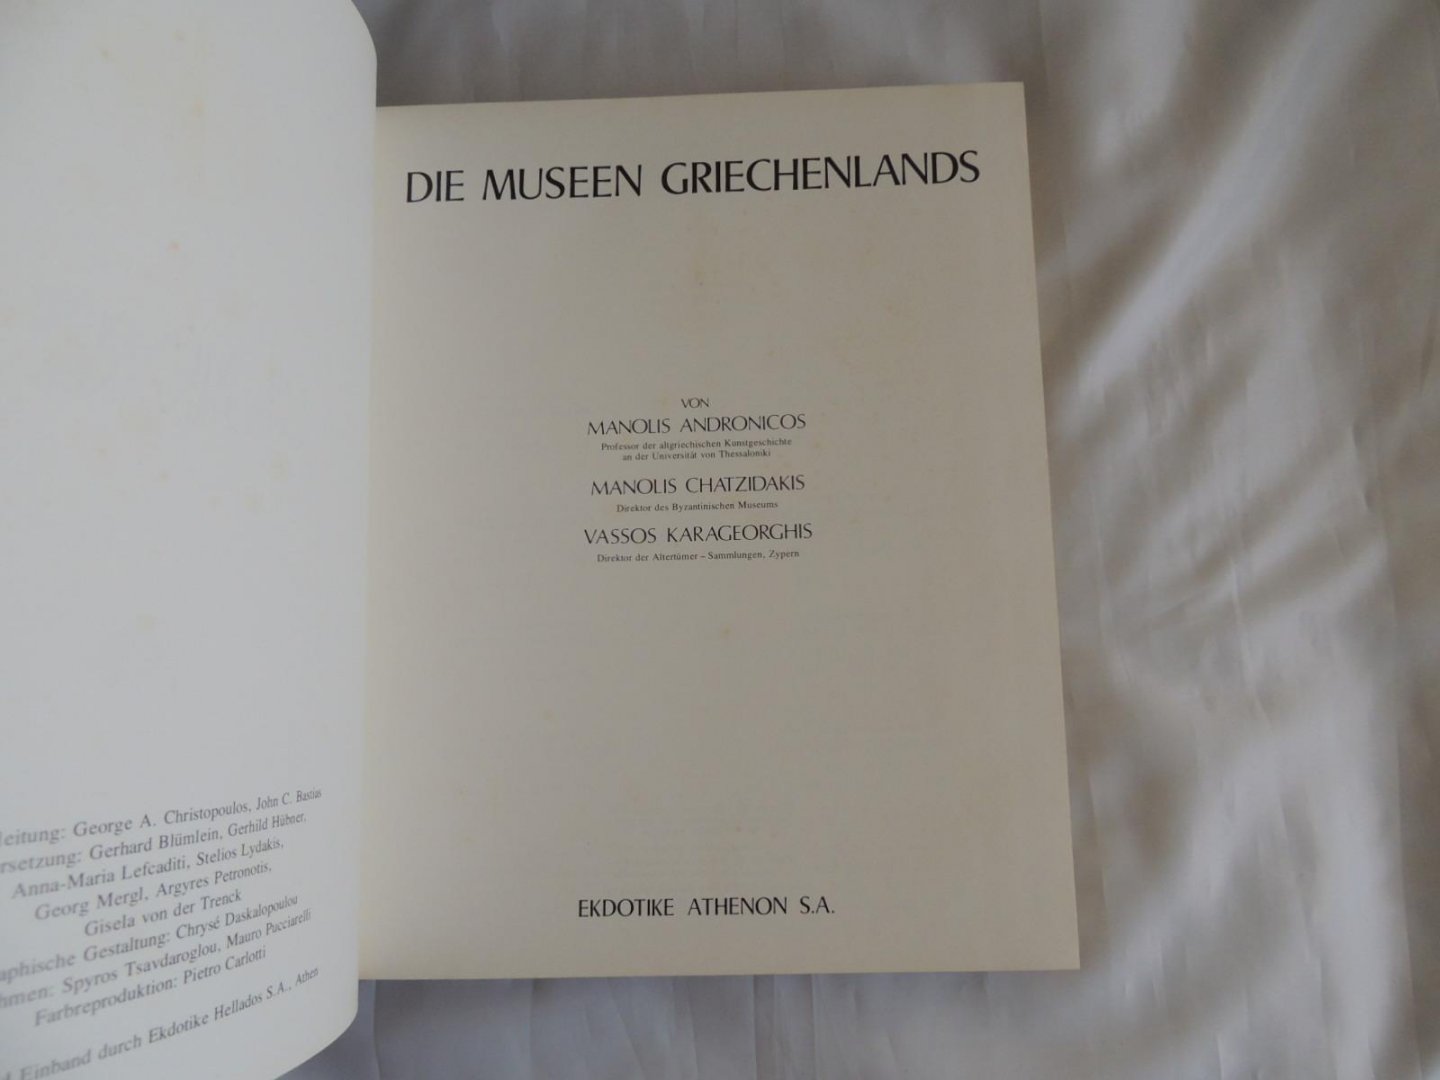 leitung: George A. Christopoulos, John C. Bastias
rsetzung: Gerhard Blümlein, Gerhild Hübner,
Anna-Maria Lefcaditi, Stelios Lydakis,
Georg Mergl, Argyres Petronotis,
Gisela von der Trenck
aphische Gestaltung: Chrysé Daskalopoulou
hmen: Spyros Tsavdaroglou, Mauro Pucciarelli
Farbreproduktion: Pietro Carlotti
d Einband durch Ekdotike Hellados S.A., Athen
DIE MUSEEN GRIECHENLANDS
VON
MANOLIS ANDRONICOS
Professor der altgriechischen Kunstgeschichte
an der Universität von Thessaloniki
MANOLIS CHATZIDAKIS
Direktor des Byzantinischen Museums
VASSOS KARAGEORGHIS
Direktor der Altertümer – Sammlungen, Zypern
EKDOTIKE ATHENON S.A.